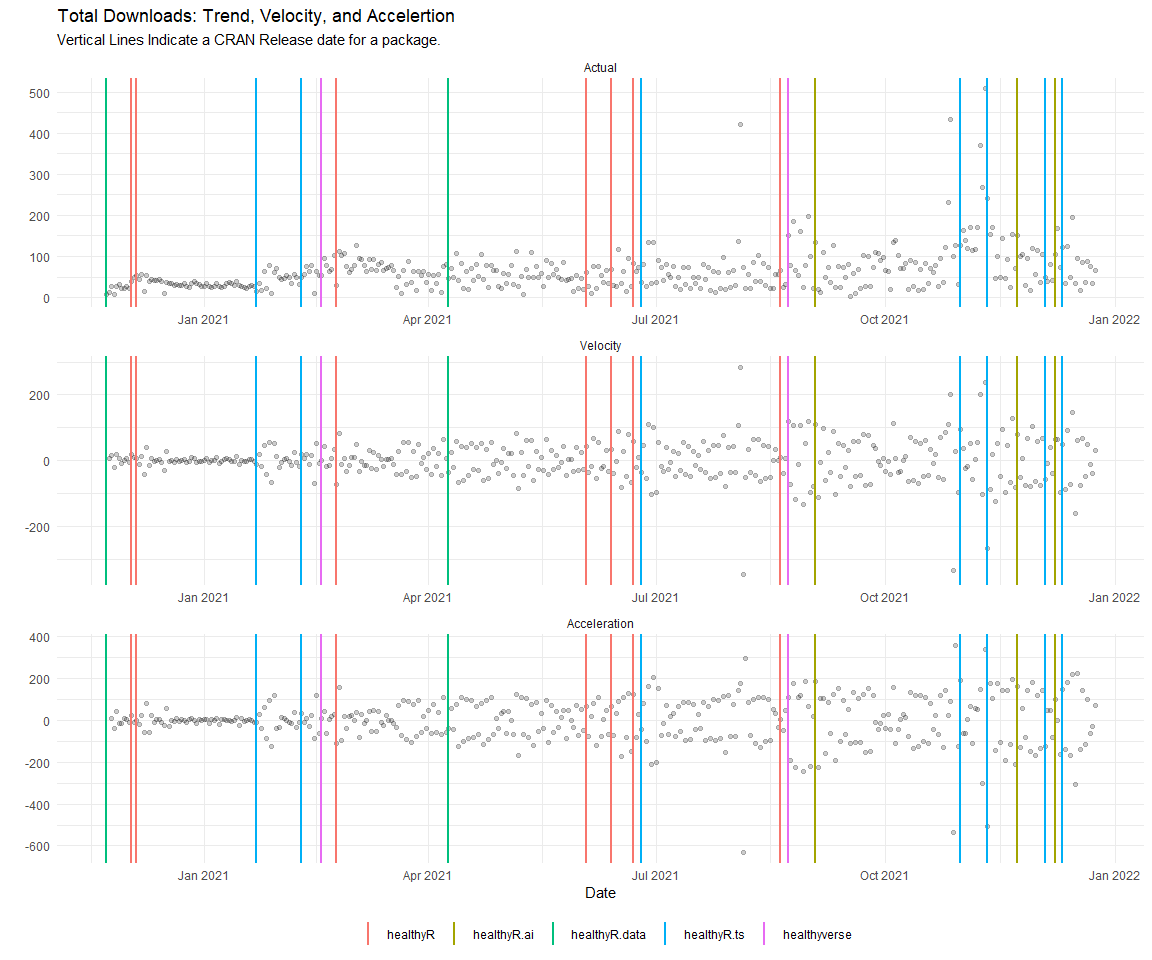 Total Downloads: Trend, Velocity, and Accelertion
Vertical Lines Indicate a CRAN Release date for a package.
Actual
500
400
300
200
100
0
Jan 2021 Apr 2021 Jul 2021 Oct 2021 Jan 2022
Velocity
200
0
-200
Jan 2021 Apr 2021 Jul 2021 Oct 2021 Jan 2022
Acceleration
400
200
0
-200
-400
-600
Jan 2021 Apr 2021 Jul 2021 Oct 2021 Jan 2022
Date
healthyR healthyR.ai healthyR.data healthyR.ts healthyverse